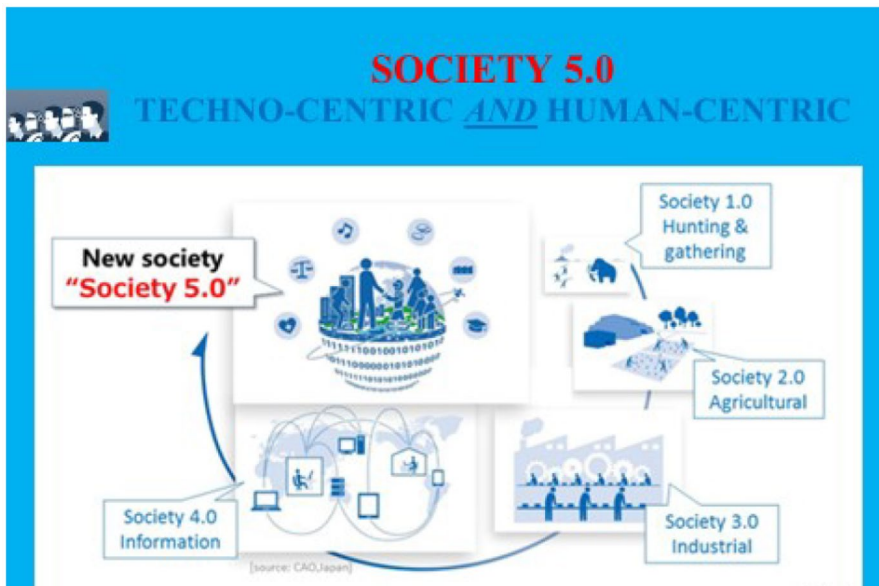 SOCIETY 5.0
TECHNO-CENTRIC AND HUMAN-CENTRIC
New society
“Society 5.0”
Society 1.0
Hunting &
gathering
Society 2.0
Agricultural
Society 3.0
Industrial
Society 4.0
Information
[source: CAO,Japan]